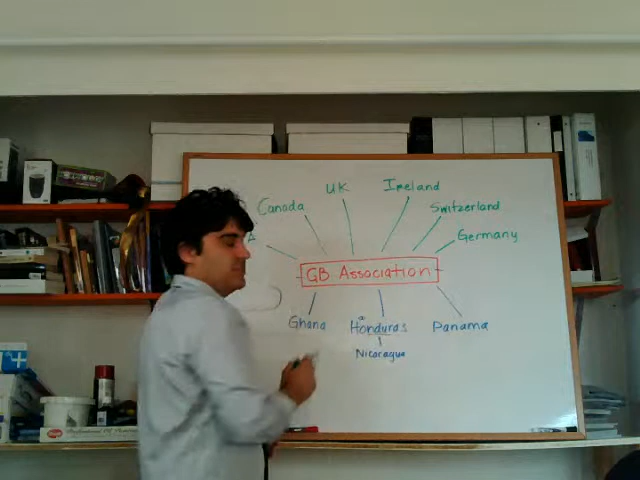 UK
Ireland
Canada
Switzerland
A
Germany
GB Association
Ghana
Honduras
Panama
Nicaragua